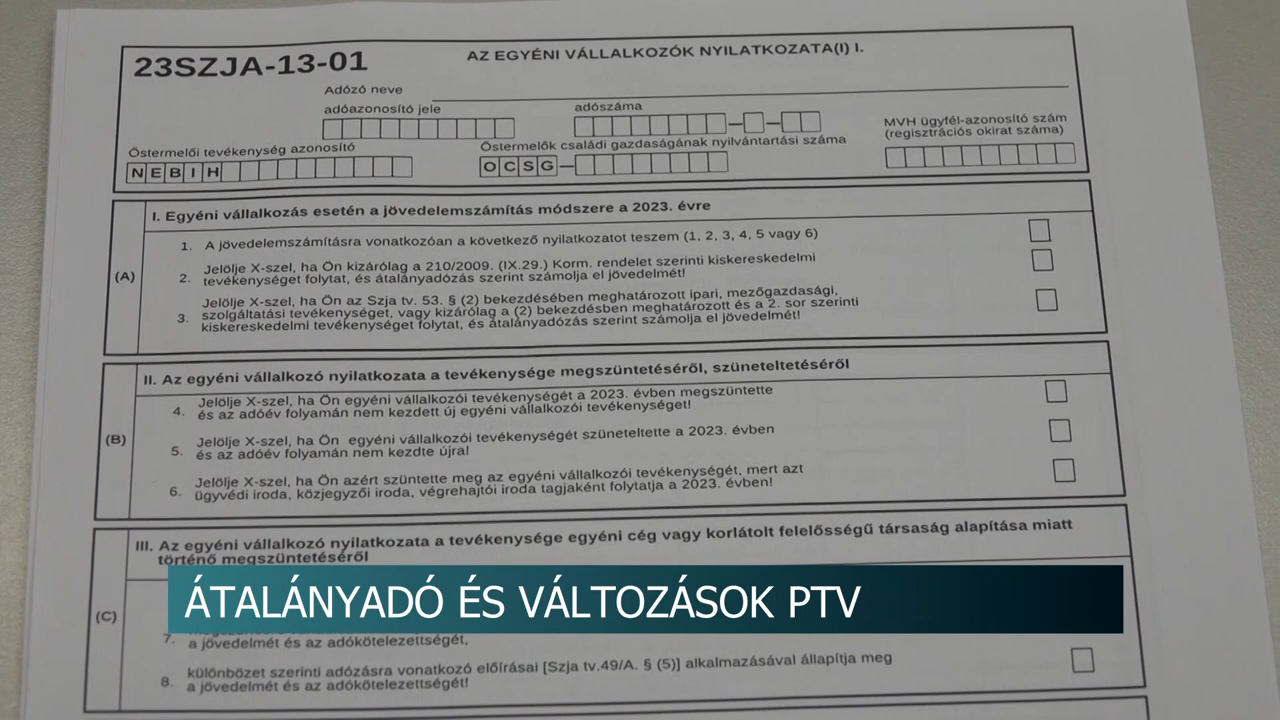 23SZJA-13-01
AZ EGYÉNI VÁLLALKOZÓK NYILATKOZATA(I) I.
Adózó neve
adóazonosító jele
adószáma
MVH ügyfél-azonosító szám
(regisztrációs okirat száma)
Őstermelői tevékenység azonosító
Őstermelők családi gazdaságának nyilvántartási száma
NEBIH
OCSG
(A)
I. Egyéni vállalkozás esetén a jövedelemszámítás módszere a 2023. évre
1. A jövedelemszámításra vonatkozóan a következő nyilatkozatot teszem (1, 2, 3, 4, 5 vagy 6)
2. Jelölje X-szel, ha Ön kizárólag a 210/2009. (IX.29.) Korm. rendelet szerinti kiskereskedelmi
tevékenységet folytat, és átalányadózás szerint számolja el jövedelmét!
3. Jelölje X-szel, ha Ön az Szja tv. 53. § (2) bekezdésében meghatározott ipari, mezőgazdasági,
szolgáltatási tevékenységet, vagy kizárólag a (2) bekezdésben meghatározott és a 2. sor szerinti
kiskereskedelmi tevékenységet folytat, és átalányadózás szerint számolja el jövedelmét!
(B)
II. Az egyéni vállalkozó nyilatkozata a tevékenysége megszüntetéséről, szüneteltetéséről
4. Jelölje X-szel, ha Ön egyéni vállalkozói tevékenységét a 2023. évben megszüntette
és az adóév folyamán nem kezdett új egyéni vállalkozói tevékenységet!
5. Jelölje X-szel, ha Ön egyéni vállalkozói tevékenységét szüneteltette a 2023. évben
és az adóév folyamán nem kezdte újra!
6. Jelölje X-szel, ha Ön azért szüntette meg az egyéni vállalkozói tevékenységét, mert azt
ügyvédi iroda, közjegyzői iroda, végrehajtói iroda tagjaként folytatja a 2023. évben!
(C)
III. Az egyéni vállalkozó nyilatkozata a tevékenysége egyéni cég vagy korlátolt felelősségű társaság alapítása miatt
történő megszüntetéséről
ÁTALÁNYADÓ ÉS VÁLTOZÁSOK PTV
7.
a jövedelmét és az adókötelezettségét,
8. különbözet szerinti adózásra vonatkozó előírásai [Szja tv.49/A. § (5)] alkalmazásával állapítja meg
a jövedelmét és az adókötelezettségét!